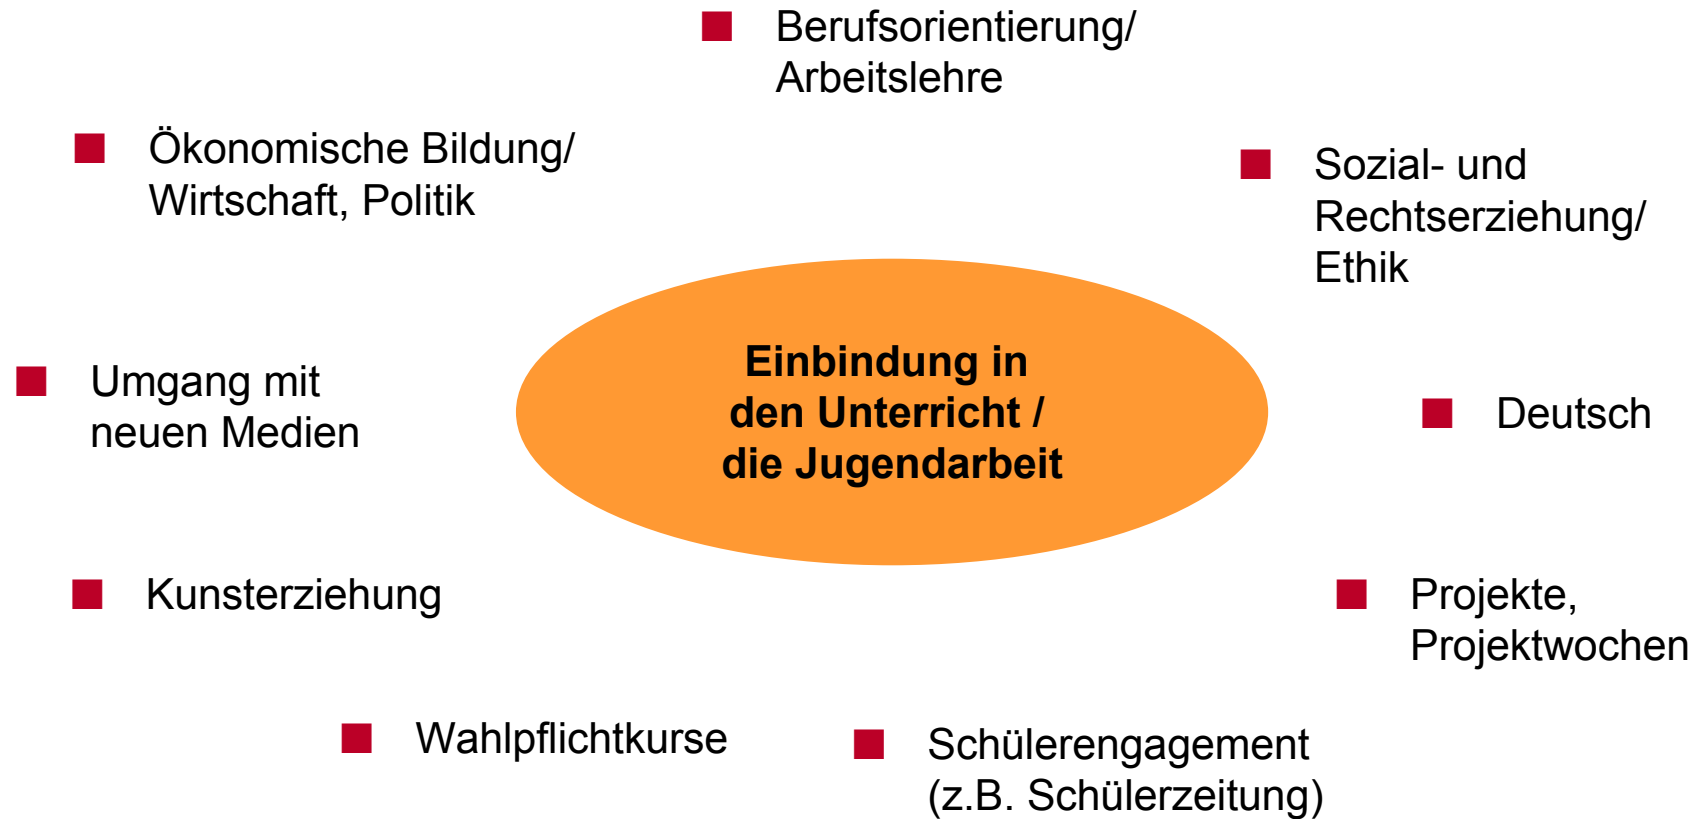 Berufsorientierung/
Arbeitslehre
Ökonomische Bildung/
Wirtschaft, Politik
Sozial- und
Rechtserziehung/
Ethik
Einbindung in
den Unterricht /
die Jugendarbeit
Umgang mit
neuen Medien
Deutsch
Kunsterziehung
Projekte,
Projektwochen
Wahlpflichtkurse
Schülerengagement
(z.B. Schülerzeitung)